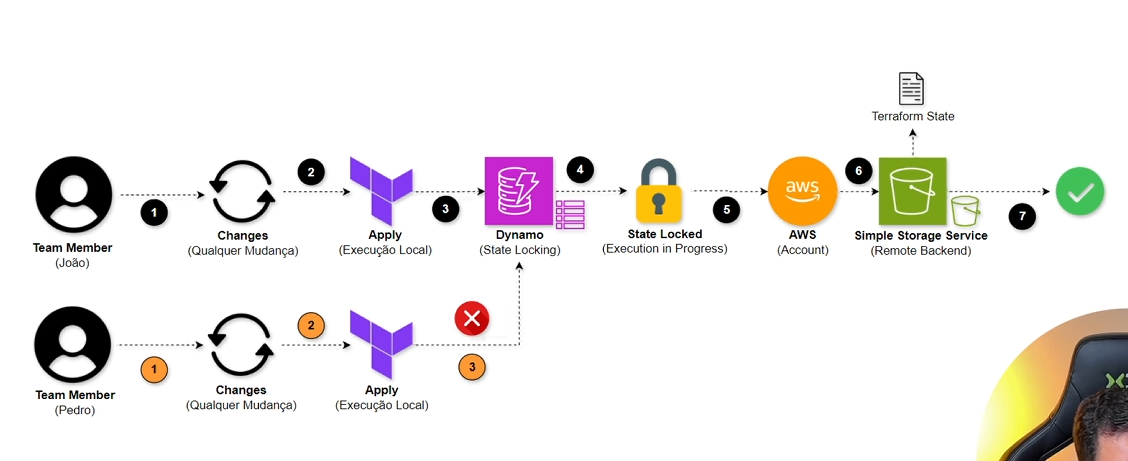 Terraform State
1
2
3
4
5
aws
6
7
Team Member
(João)
Changes
(Qualquer Mudança)
Apply
(Execução Local)
Dynamo
(State Locking)
State Locked
(Execution in Progress)
AWS
(Account)
Simple Storage Service
(Remote Backend)
1
2
3
Team Member
(Pedro)
Changes
(Qualquer Mudança)
Apply
(Execução Local)